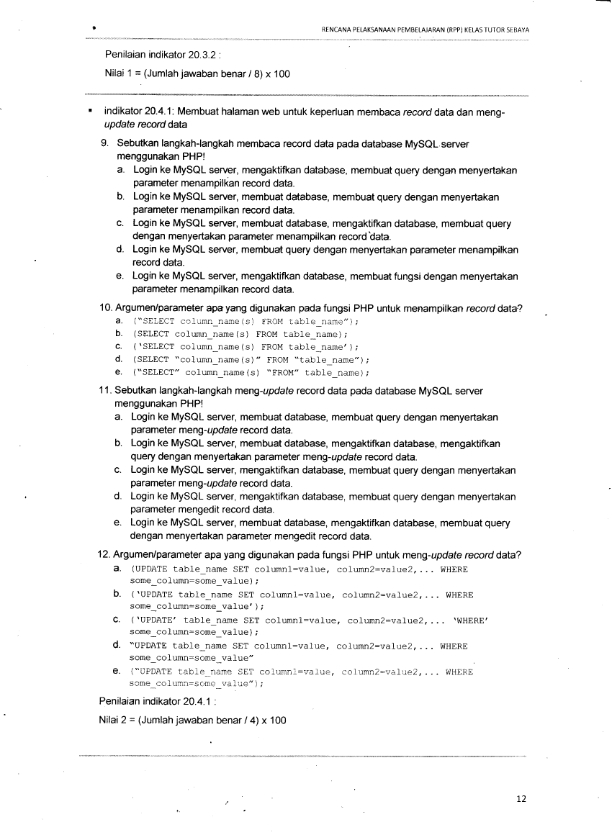 RENCANA PELAKSANAAN PEMBELAJARAN (RPP) KELAS TUTOR SEBAYA
Penilaian indikator 20.3.2 :
Nilai 1 = (Jumlah jawaban benar / 8) x 100
▪ indikator 20.4.1: Membuat halaman web untuk keperluan membaca record data dan meng-
update record data
9. Sebutkan langkah-langkah membaca record data pada database MySQL server
menggunakan PHP!
a. Login ke MySQL server, mengaktifkan database, membuat query dengan menyertakan
parameter menampilkan record data.
b. Login ke MySQL server, membuat database, membuat query dengan menyertakan
parameter menampilkan record data.
c. Login ke MySQL server, membuat database, mengaktifkan database, membuat query
dengan menyertakan parameter menampilkan record data.
d. Login ke MySQL server, membuat query dengan menyertakan parameter menampilkan
record data.
e. Login ke MySQL server, mengaktifkan database, membuat fungsi dengan menyertakan
parameter menampilkan record data.
10. Argumen/parameter apa yang digunakan pada fungsi PHP untuk menampilkan record data?
a. ("SELECT column_name(s) FROM table_name");
b. (SELECT column_name(s) FROM table_name);
c. ('SELECT column_name(s) FROM table_name');
d. (SELECT "column_name(s)" FROM "table_name");
e. ("SELECT" column_name(s) "FROM" table_name);
11. Sebutkan langkah-langkah meng-update record data pada database MySQL server
menggunakan PHP!
a. Login ke MySQL server, membuat database, membuat query dengan menyertakan
parameter meng-update record data.
b. Login ke MySQL server, membuat database, mengaktifkan database, mengaktifkan
query dengan menyertakan parameter meng-update record data.
c. Login ke MySQL server, mengaktifkan database, membuat query dengan menyertakan
parameter meng-update record data.
d. Login ke MySQL server, mengaktifkan database, membuat query dengan menyertakan
parameter mengedit record data.
e. Login ke MySQL server, membuat database, mengaktifkan database, membuat query
dengan menyertakan parameter mengedit record data.
12. Argumen/parameter apa yang digunakan pada fungsi PHP untuk meng-update record data?
a. (UPDATE table_name SET column1=value, column2=value2,... WHERE
some_column=some_value);
b. ('UPDATE table_name SET column1=value, column2=value2,... WHERE
some_column=some_value');
c. ('UPDATE' table_name SET column1=value, column2=value2,... 'WHERE'
some_column=some_value);
d. "UPDATE table_name SET column1=value, column2=value2,... WHERE
some_column=some_value"
e. ("UPDATE table_name SET column1=value, column2=value2,... WHERE
some_column=some_value");
Penilaian indikator 20.4.1 :
Nilai 2 = (Jumlah jawaban benar / 4) x 100
12